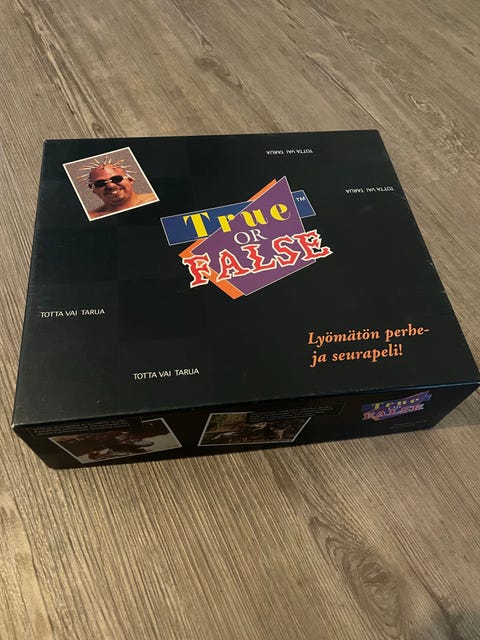 TOTTA VAI TARUA
TOTTA VAI TARUA
True
™
OR
FALSE
TOTTA VAI TARUA
Lyömätön perhe-
ja seurapeli!
TOTTA VAI TARUA
True
OR
FALSE